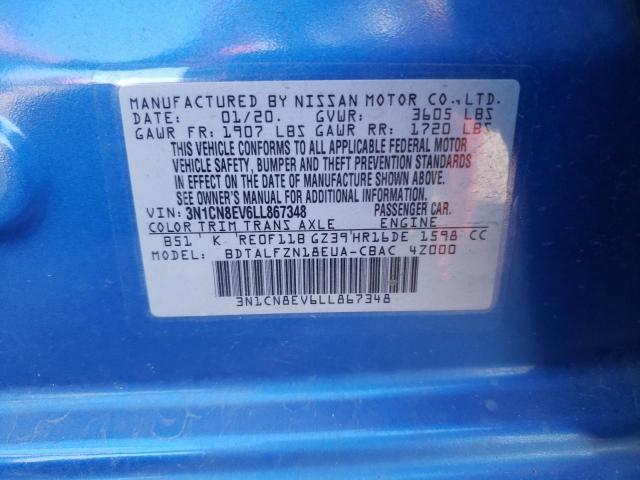 MANUFACTURED BY NISSAN MOTOR CO.,LTD.
DATE: 01/20. GVWR: 3605 LBS
GAWR FR: 1907 LBS GAWR RR: 1720 LBS
THIS VEHICLE CONFORMS TO ALL APPLICABLE FEDERAL MOTOR
VEHICLE SAFETY, BUMPER AND THEFT PREVENTION STANDARDS
IN EFFECT ON THE DATE OF MANUFACTURE SHOWN ABOVE.
SEE OWNER'S MANUAL FOR ADDITIONAL INFORMATION.
VIN: 3N1CN8EV6LL867348 PASSENGER CAR.
COLOR TRIM TRANS AXLE ENGINE
B51 K RE0F11B GZ39 HR16DE 1598 CC
MODEL: BDTALFZN18EUA-CBAC 4Z000
3N1CN8EV6LL867348